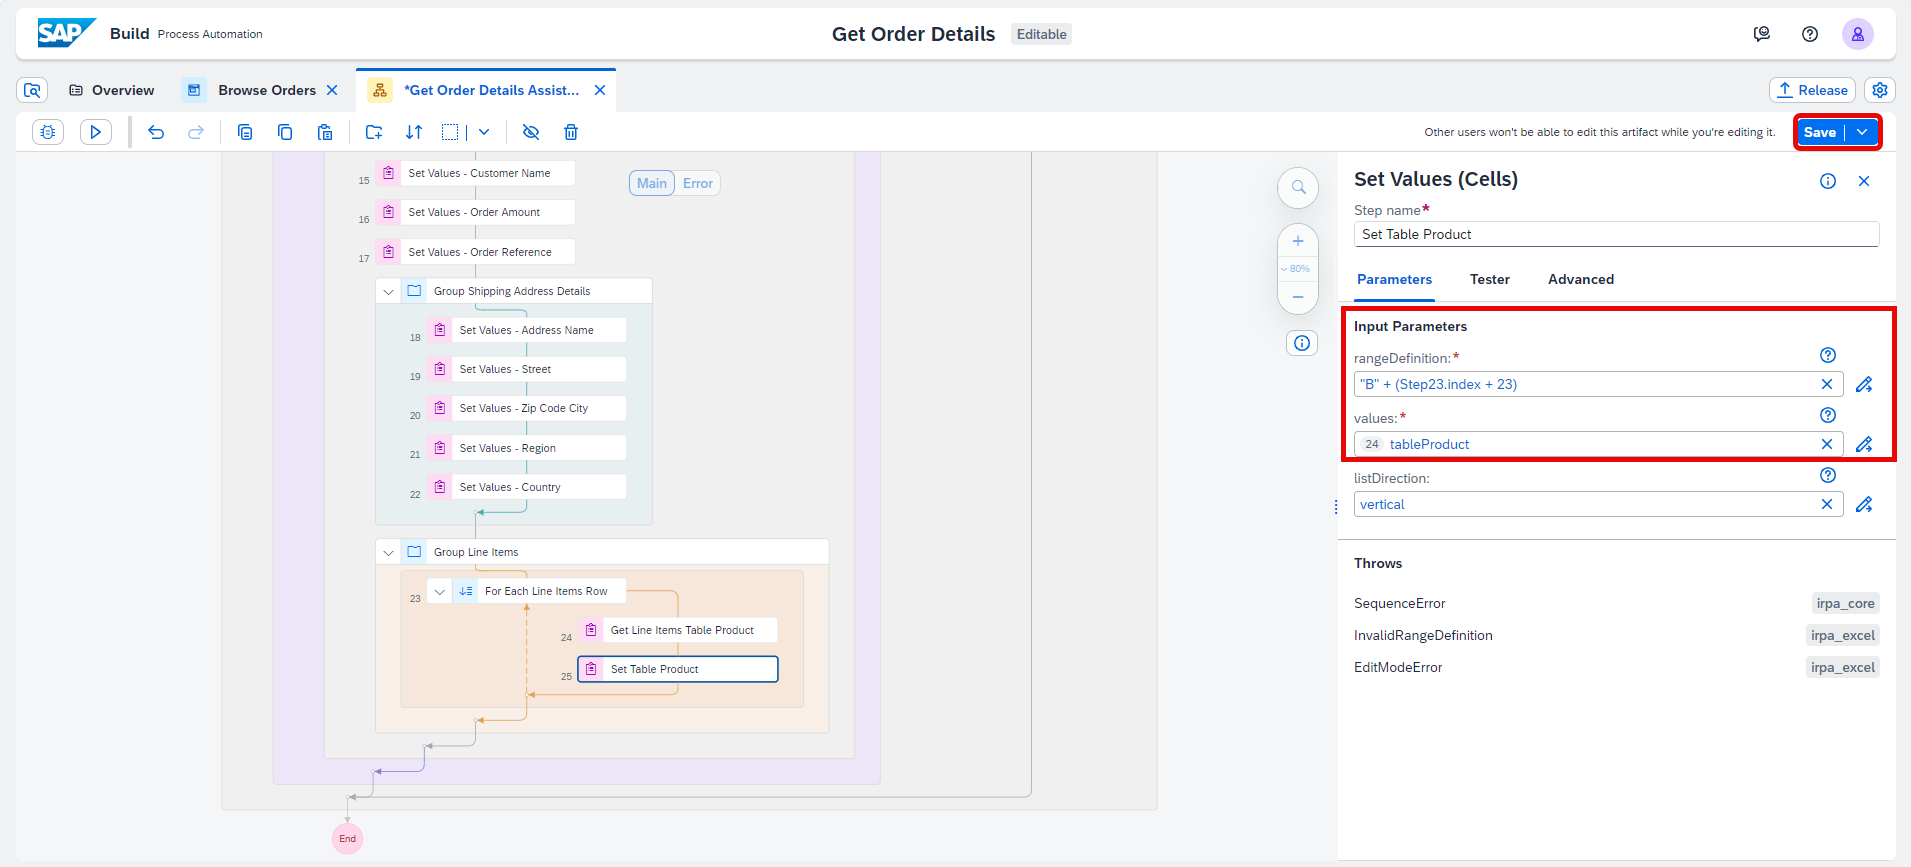 SAP Build Process Automation
Get Order Details Editable
Overview
Browse Orders
*Get Order Details Assist...
Release
Other users won't be able to edit this artifact while you're editing it.
Save
15 Set Values - Customer Name
16 Set Values - Order Amount
17 Set Values - Order Reference
Group Shipping Address Details
18 Set Values - Address Name
19 Set Values - Street
20 Set Values - Zip Code City
21 Set Values - Region
22 Set Values - Country
Group Line Items
23 For Each Line Items Row
24 Get Line Items Table Product
25 Set Table Product
End
Main Error
80%
Set Values (Cells)
Step name*
Set Table Product
Parameters Tester Advanced
Input Parameters
rangeDefinition:*
"B" + (Step23.index + 23)
values:*
24 tableProduct
listDirection:
vertical
Throws
SequenceError irpa_core
InvalidRangeDefinition irpa_excel
EditModeError irpa_excel